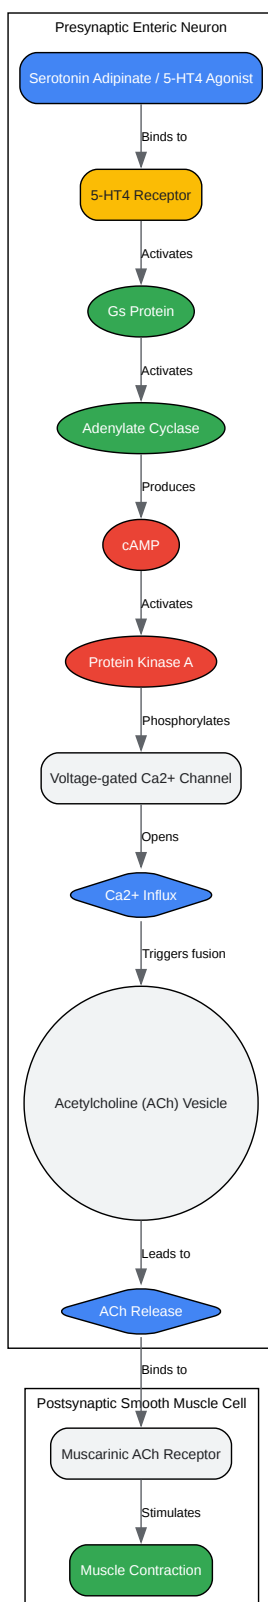 Presynaptic Enteric Neuron
Serotonin Adipinate / 5-HT4 Agonist
Binds to
5-HT4 Receptor
Activates
Gs Protein
Activates
Adenylate Cyclase
Produces
cAMP
Activates
Protein Kinase A
Phosphorylates
Voltage-gated Ca2+ Channel
Opens
Ca2+ Influx
Triggers fusion
Acetylcholine (ACh) Vesicle
Leads to
ACh Release
Binds to
Postsynaptic Smooth Muscle Cell
Muscarinic ACh Receptor
Stimulates
Muscle Contraction